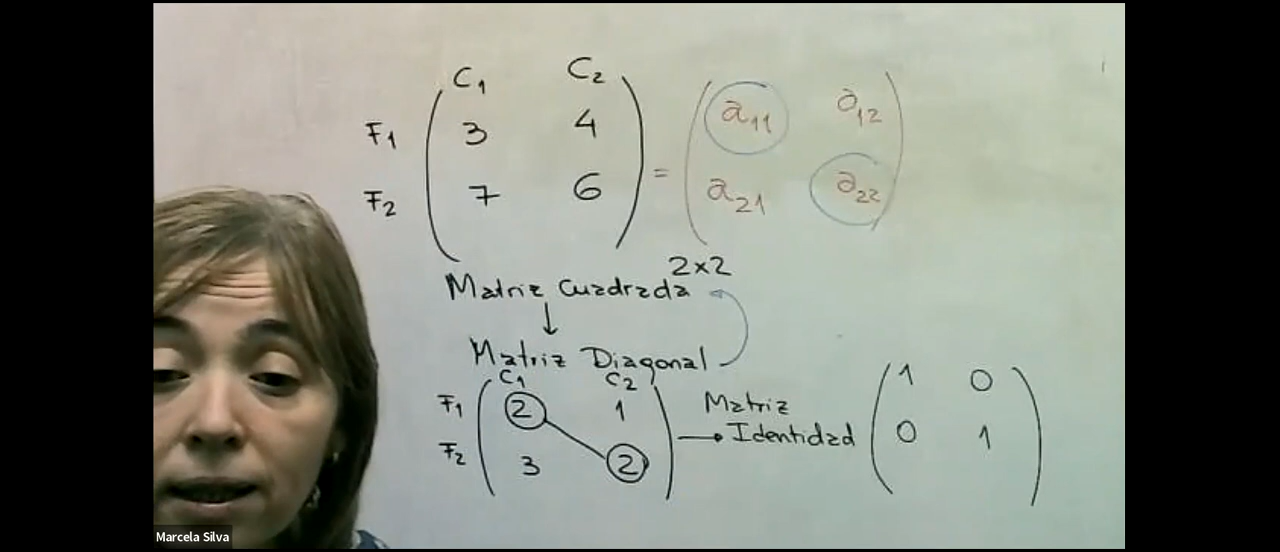 C₁ C₂
F₁ 3 4 = a₁₁ a₁₂
F₂ 7 6 a₂₁ a₂₂
2x2
Matriz Cuadrada
↓
Matriz Diagonal
C₁ C₂
F₁ 2 1
F₂ 3 2
Matriz
→ Identidad
1 0
0 1
Marcela Silva